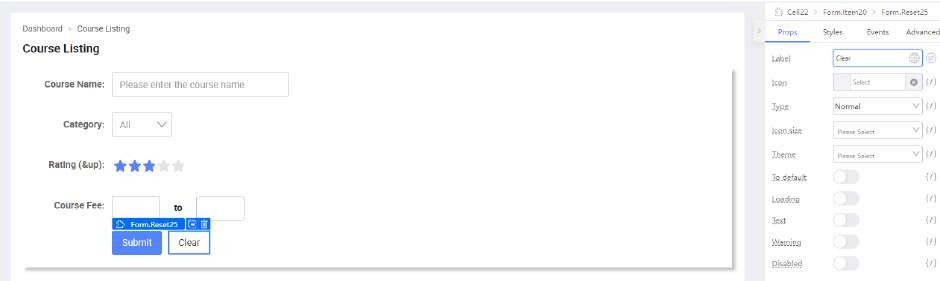 Dashboard > Course Listing
Course Listing
Course Name: Please enter the course name
Category: All
Rating (&up):
Course Fee: to
Form.Reset25
Submit Clear
Cell22 > Form.Item20 > Form.Reset25
Props Styles Events Advanced
Label Clear
Icon Select {/}
Type Normal {/}
Icon size Please Select {/}
Theme Please Select {/}
To default {/}
Loading {/}
Text {/}
Warning {/}
Disabled {/}